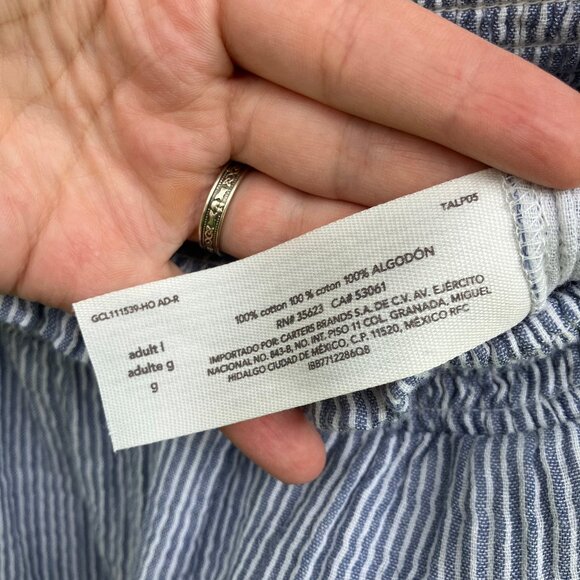 TALP05
GCL111539-HO AD-R
100% cotton 100 % coton 100% ALGODÓN
RN# 35623 CA# 53061
IMPORTADO POR: CARTERS BRANDS S.A. DE C.V. AV. EJÉRCITO
NACIONAL NO. 843-B, NO. INT. PISO 11 COL. GRANADA, MIGUEL
HIDALGO CIUDAD DE MÉXICO, C.P. 11520, MÉXICO RFC
IBB7712286Q8
adult l
adulte g
g